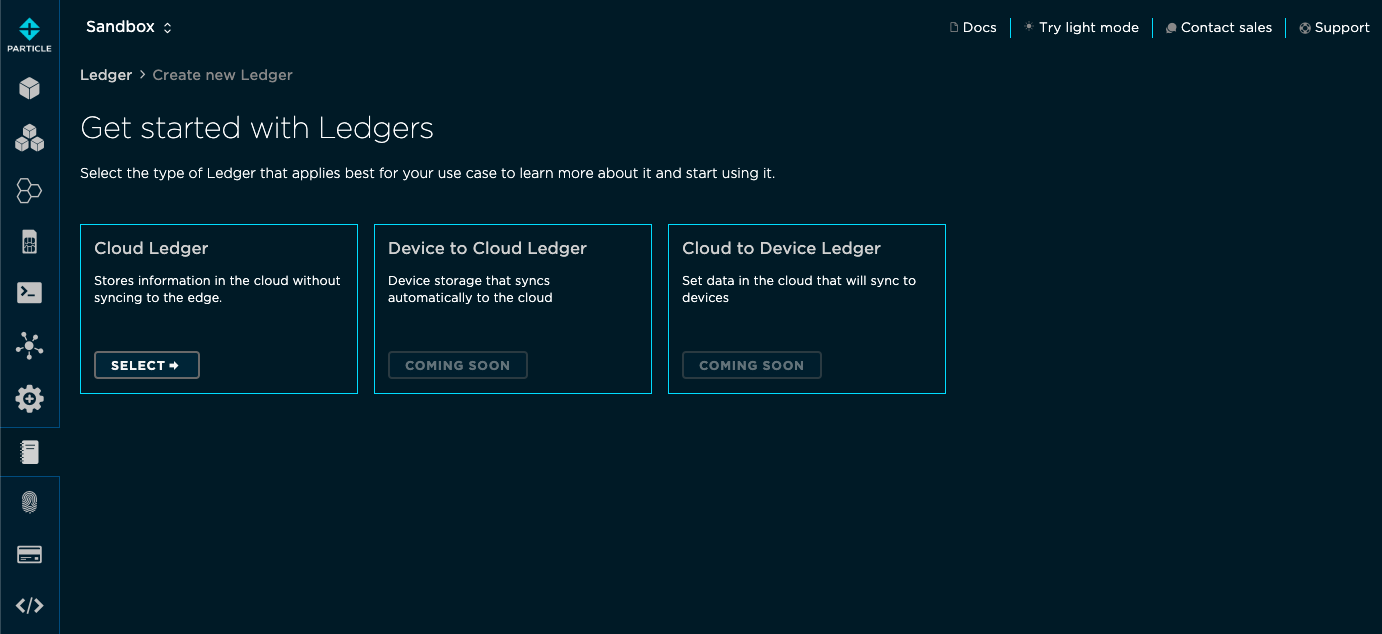 PARTICLE
Sandbox
Docs
Try light mode
Contact sales
Support
Ledger > Create new Ledger
Get started with Ledgers
Select the type of Ledger that applies best for your use case to learn more about it and start using it.
Cloud Ledger
Stores information in the cloud without
syncing to the edge.
SELECT
Device to Cloud Ledger
Device storage that syncs
automatically to the cloud
COMING SOON
Cloud to Device Ledger
Set data in the cloud that will sync to
devices
COMING SOON